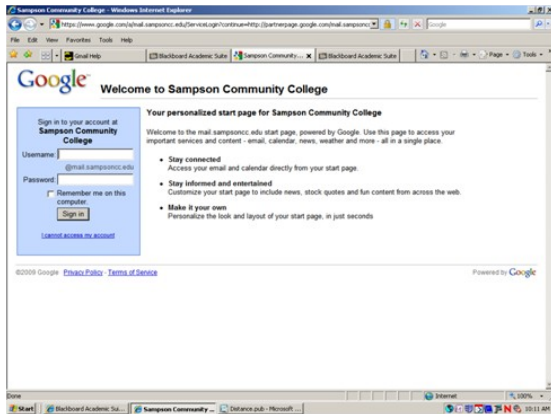 Sampson Community College - Windows Internet Explorer
https://www.google.com/a/mail.sampsoncc.edu/ServiceLogin?continue=http://partnerpage.google.com/mail.sampsoncc
Google
File Edit View Favorites Tools Help
Gmail Help
Blackboard Academic Suite
Sampson Community...
Blackboard Academic Suite
Page
Tools
Google
Welcome to Sampson Community College
Sign in to your account at
Sampson Community
College
Username:
@mail.sampsoncc.edu
Password:
Remember me on this
computer.
Sign in
I cannot access my account
Your personalized start page for Sampson Community College
Welcome to the mail.sampsoncc.edu start page, powered by Google. Use this page to access your
important services and content - email, calendar, news, weather and more - all in a single place.
• Stay connected
Access your email and calendar directly from your start page.
• Stay informed and entertained
Customize your start page to include news, stock quotes and fun content from across the web.
• Make it your own
Personalize the look and layout of your start page, in just seconds
©2009 Google Privacy Policy - Terms of Service
Powered by Google
Done
Internet
100%
Start
Blackboard Academic Sui...
Sampson Community ...
Distance.pub - Microsoft ...
10:11 AM